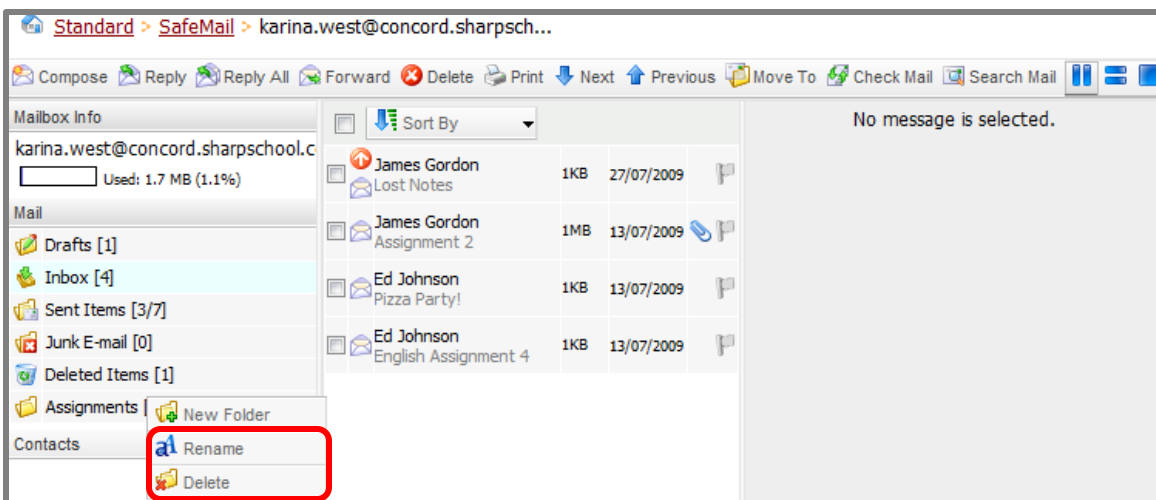 Standard > SafeMail > karina.west@concord.sharpsch...
Compose Reply Reply All Forward Delete Print Next Previous Move To Check Mail Search Mail
Mailbox Info
karina.west@concord.sharpschool.c
Used: 1.7 MB (1.1%)
Mail
Drafts [1]
Inbox [4]
Sent Items [3/7]
Junk E-mail [0]
Deleted Items [1]
Assignments [
Contacts
New Folder
Rename
Delete
Sort By
James Gordon 1KB 27/07/2009
Lost Notes
James Gordon 1MB 13/07/2009
Assignment 2
Ed Johnson 1KB 13/07/2009
Pizza Party!
Ed Johnson 1KB 13/07/2009
English Assignment 4
No message is selected.